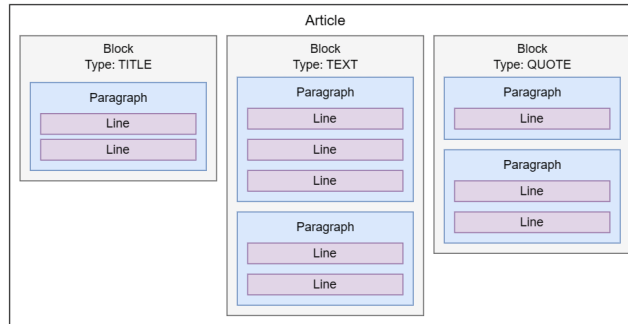 Article
Block
Type: TITLE
Paragraph
Line
Line
Block
Type: TEXT
Paragraph
Line
Line
Line
Paragraph
Line
Line
Block
Type: QUOTE
Paragraph
Line
Paragraph
Line
Line